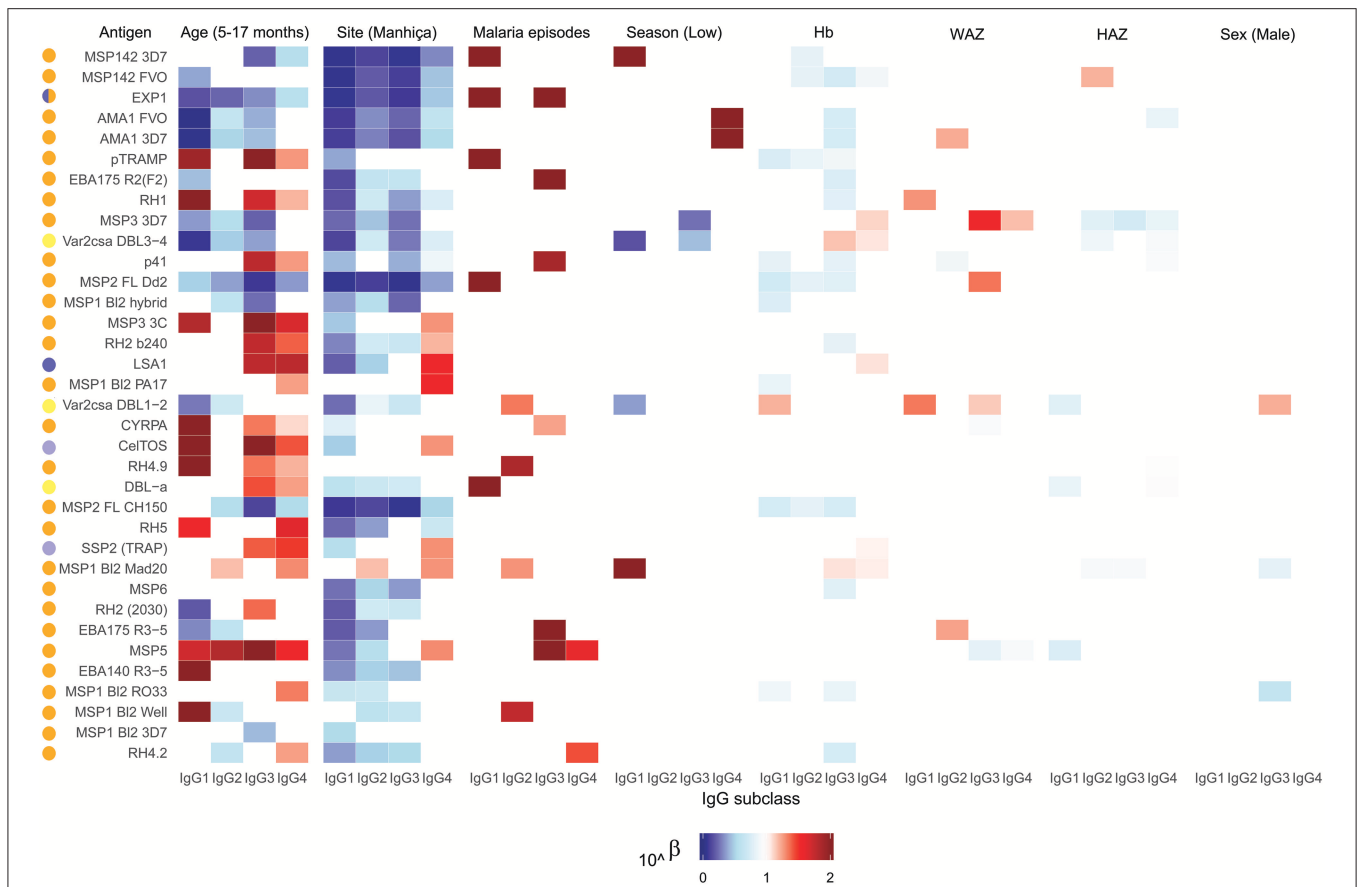 Antigen Age (5-17 months) Site (Manhiça) Malaria episodes Season (Low) Hb WAZ HAZ Sex (Male)
MSP142 3D7
MSP142 FVO
EXP1
AMA1 FVO
AMA1 3D7
pTRAMP
EBA175 R2(F2)
RH1
MSP3 3D7
Var2csa DBL3−4
p41
MSP2 FL Dd2
MSP1 Bl2 hybrid
MSP3 3C
RH2 b240
LSA1
MSP1 Bl2 PA17
Var2csa DBL1−2
CYRPA
CelTOS
RH4.9
DBL−a
MSP2 FL CH150
RH5
SSP2 (TRAP)
MSP1 Bl2 Mad20
MSP6
RH2 (2030)
EBA175 R3−5
MSP5
EBA140 R3−5
MSP1 Bl2 RO33
MSP1 Bl2 Well
MSP1 Bl2 3D7
RH4.2
IgG1 IgG2 IgG3 IgG4 IgG1 IgG2 IgG3 IgG4 IgG1 IgG2 IgG3 IgG4 IgG1 IgG2 IgG3 IgG4 IgG1 IgG2 IgG3 IgG4 IgG1 IgG2 IgG3 IgG4 IgG1 IgG2 IgG3 IgG4 IgG1 IgG2 IgG3 IgG4
IgG subclass
10^ β
0 1 2